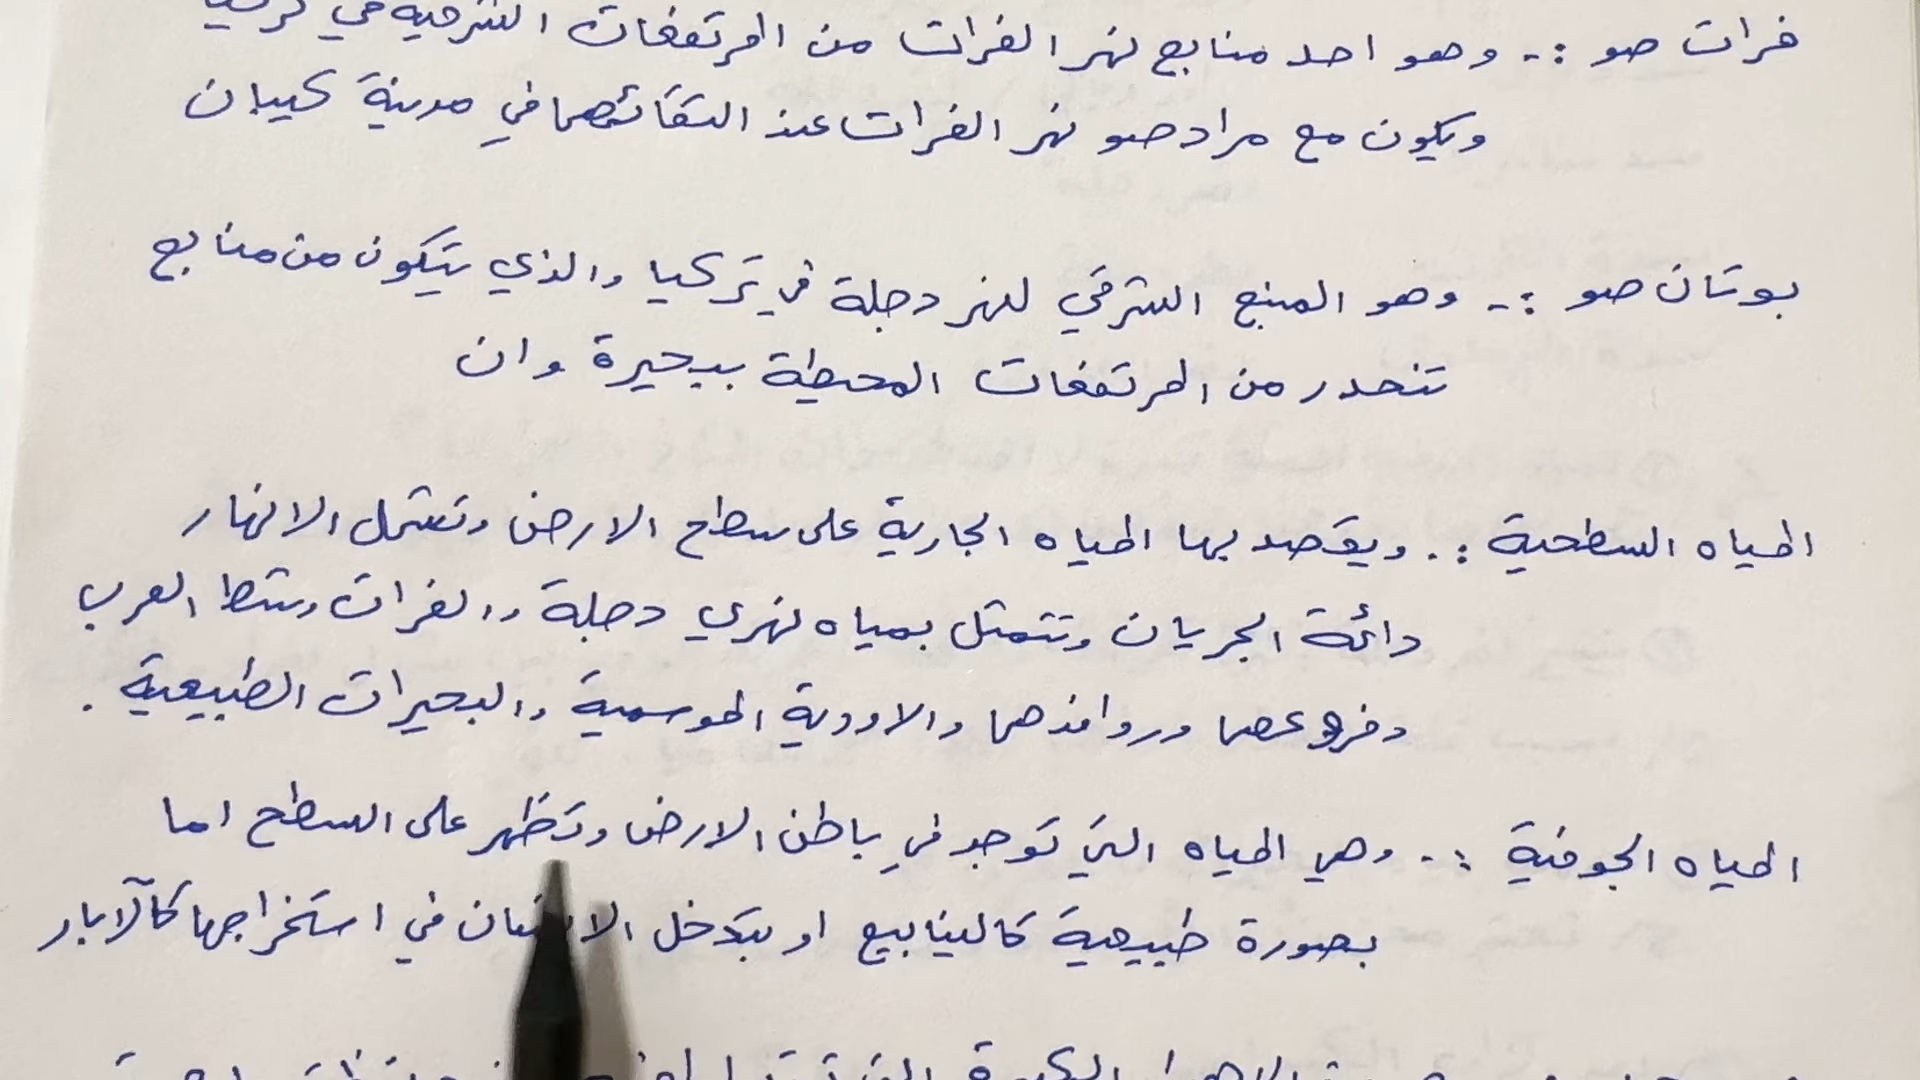 فرات صو :- وهو احد منابع نهر الفرات من المرتفعات الشرقية في تركيا
ويكون مع مراد صو نهر الفرات عند التقائهما في مدينة كيبان
بوتان صو :- وهو المنبع الشرقي لنهر دجلة في تركيا والذي يتكون من منابع
تنحدر من المرتفعات المحيطة ببحيرة وان
المياه السطحية :- ويقصد بها المياه الجارية على سطح الارض وتشمل الانهار
دائمة الجريان وتتمثل بمياه نهري دجلة والفرات وشط العرب
وفروعهما وروافدهما والاودية الموسمية والبحيرات الطبيعية .
المياه الجوفية :- وهي المياه التي توجد في باطن الارض وتظهر على السطح اما
بصورة طبيعية كالينابيع او بتدخل الانسان في استخراجها كالآبار